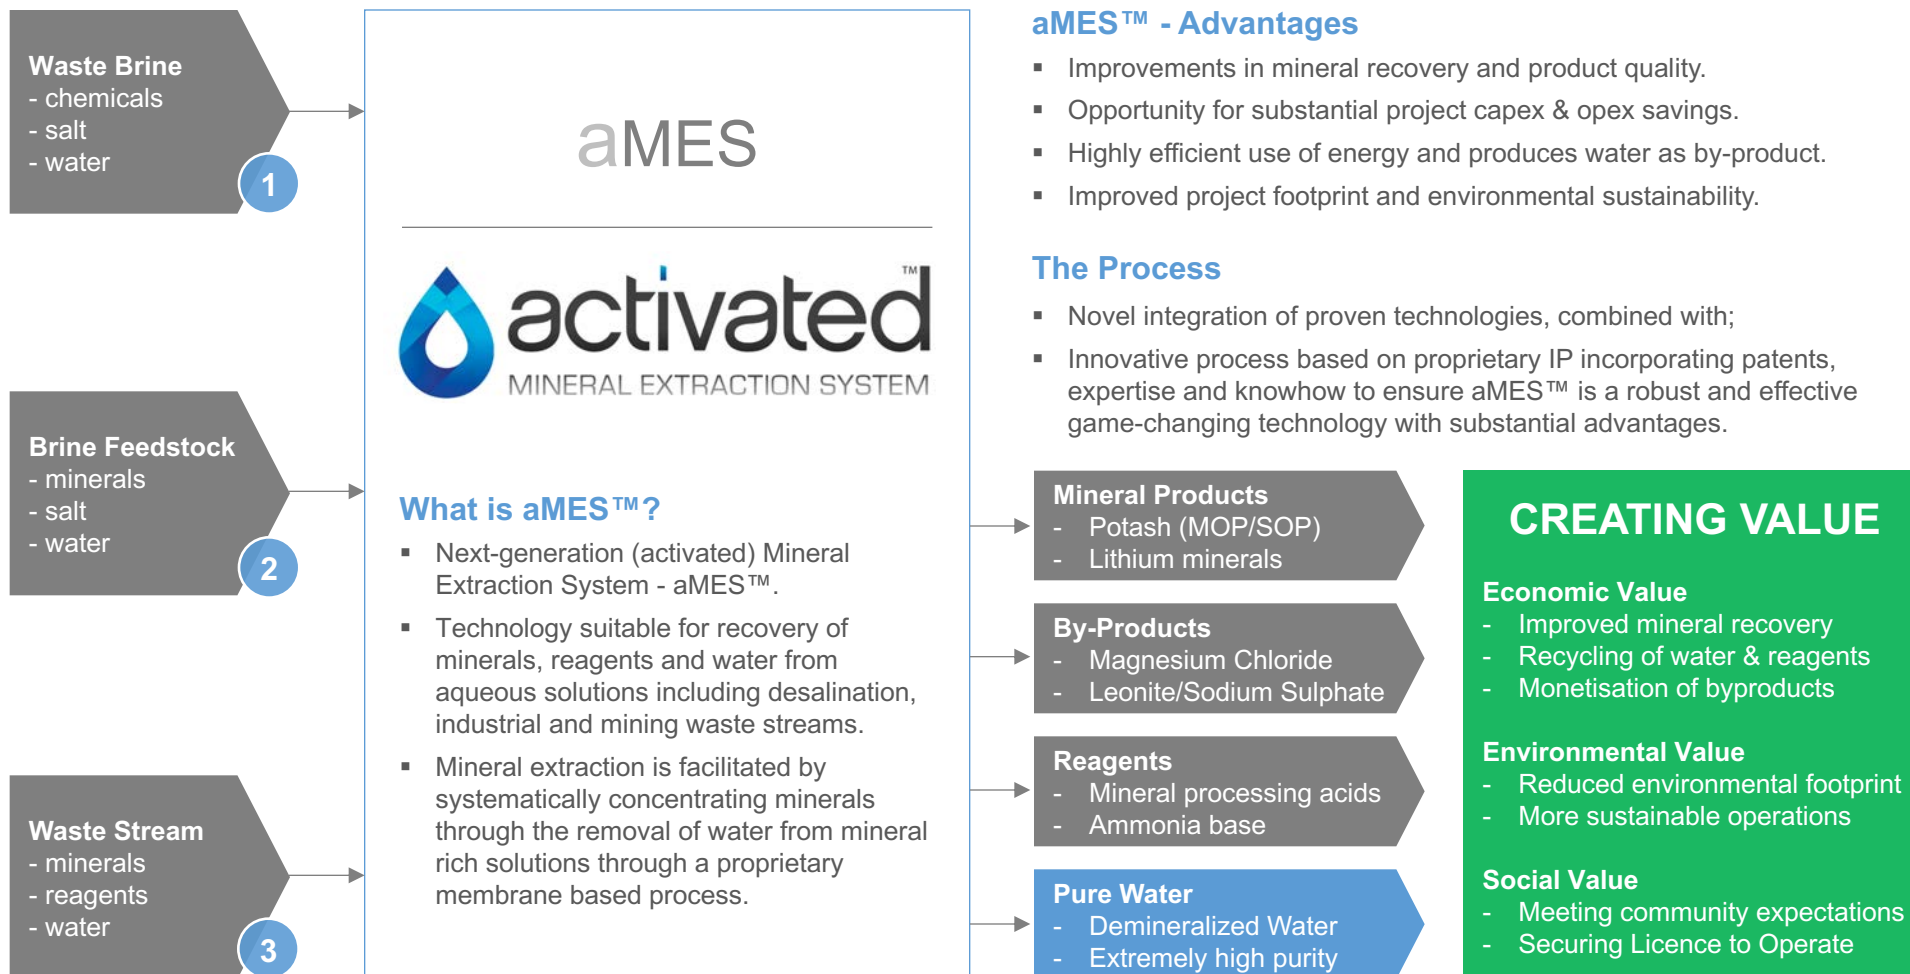 Waste Brine
- chemicals
- salt
- water
1
Brine Feedstock
- minerals
- salt
- water
2
Waste Stream
- minerals
- reagents
- water
3
aMES
activated™
MINERAL EXTRACTION SYSTEM
What is aMES™?
▪ Next-generation (activated) Mineral
Extraction System - aMES™.
▪ Technology suitable for recovery of
minerals, reagents and water from
aqueous solutions including desalination,
industrial and mining waste streams.
▪ Mineral extraction is facilitated by
systematically concentrating minerals
through the removal of water from mineral
rich solutions through a proprietary
membrane based process.
aMES™ - Advantages
▪ Improvements in mineral recovery and product quality.
▪ Opportunity for substantial project capex & opex savings.
▪ Highly efficient use of energy and produces water as by-product.
▪ Improved project footprint and environmental sustainability.
The Process
▪ Novel integration of proven technologies, combined with;
▪ Innovative process based on proprietary IP incorporating patents,
expertise and knowhow to ensure aMES™ is a robust and effective
game-changing technology with substantial advantages.
Mineral Products
- Potash (MOP/SOP)
- Lithium minerals
By-Products
- Magnesium Chloride
- Leonite/Sodium Sulphate
Reagents
- Mineral processing acids
- Ammonia base
Pure Water
- Demineralized Water
- Extremely high purity
CREATING VALUE
Economic Value
- Improved mineral recovery
- Recycling of water & reagents
- Monetisation of byproducts
Environmental Value
- Reduced environmental footprint
- More sustainable operations
Social Value
- Meeting community expectations
- Securing Licence to Operate